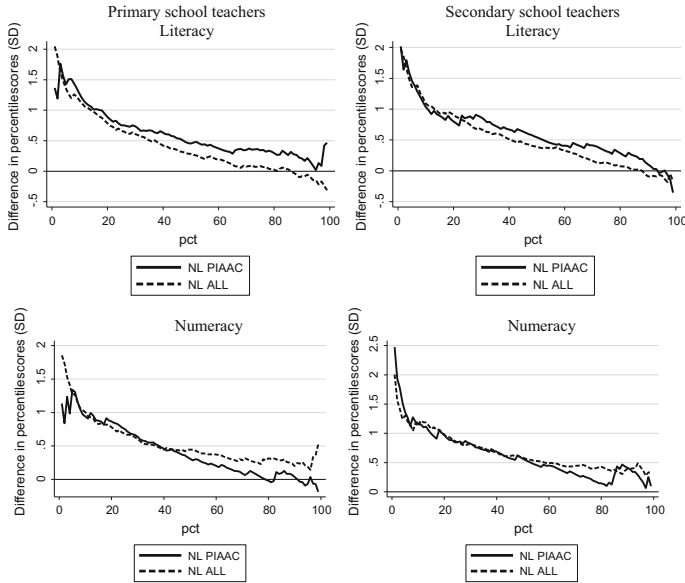 Primary school teachers
Literacy
Difference in percentilescores (SD)
2
1.5
1
.5
0
-.5
0 20 40 60 80 100
pct
NL PIAAC
NL ALL
Secondary school teachers
Literacy
Difference in percentilescores (SD)
2
1.5
1
.5
0
-.5
0 20 40 60 80 100
pct
NL PIAAC
NL ALL
Numeracy
Difference in percentilescores (SD)
2
1.5
1
.5
0
0 20 40 60 80 100
pct
NL PIAAC
NL ALL
Numeracy
Difference in percentilescores (SD)
2.5
2
1.5
1
.5
0
0 20 40 60 80 100
pct
NL PIAAC
NL ALL